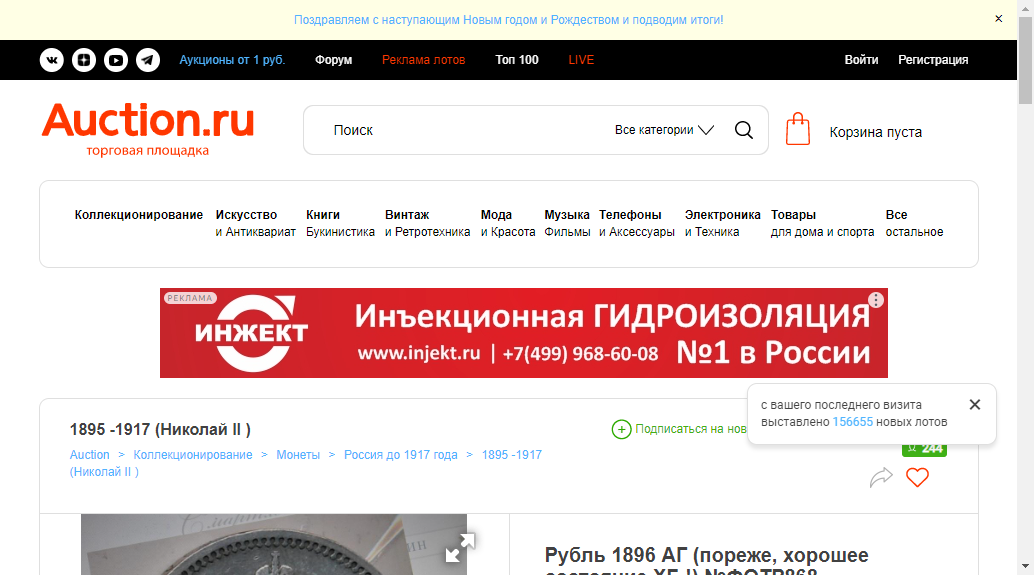 Поздравляем с наступающим Новым годом и Рождеством и подводим итоги!
Аукционы от 1 руб. Форум Реклама лотов Топ 100 LIVE Войти Регистрация
Auction.ru
торговая площадка
Поиск Все категории Корзина пуста
Коллекционирование Искусство Книги Винтаж Мода Музыка Телефоны Электроника Товары Все
и Антиквариат Букинистика и Ретротехника и Красота Фильмы и Аксессуары и Техника для дома и спорта остальное
РЕКЛАМА
ИНЖЕКТ
Инъекционная ГИДРОИЗОЛЯЦИЯ
www.injekt.ru | +7(499) 968-60-08 №1 в России
с вашего последнего визита
выставлено 156655 новых лотов
1895 -1917 (Николай II )
Подписаться на нов
Auction > Коллекционирование > Монеты > Россия до 1917 года > 1895 -1917
(Николай II )
244
Рубль 1896 АГ (пореже, хорошее